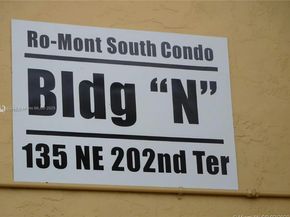 Ro-Mont South Condo
Bldg “N”
135 NE 202nd Ter